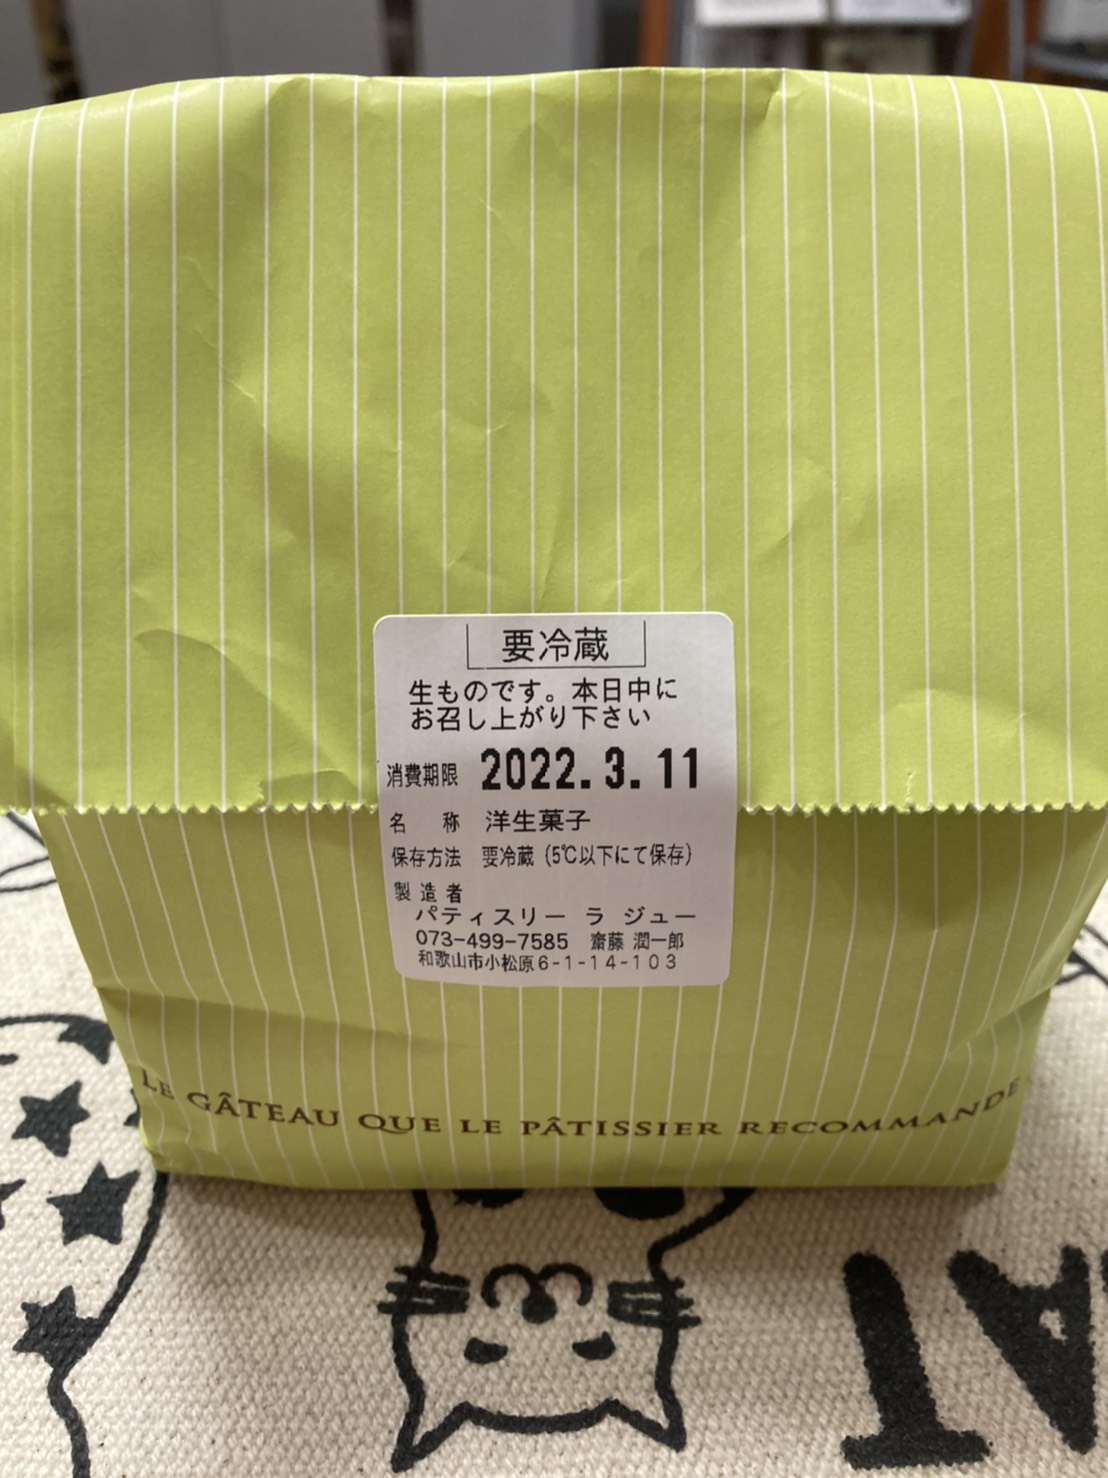 要冷蔵
生ものです。本日中に
お召し上がり下さい
消費期限 2022.3.11
名称 洋生菓子
保存方法 要冷蔵(5℃以下にて保存)
製造者
パティスリー ラ ジュー
073-499-7585 齋藤 潤一郎
和歌山市小松原6-1-14-103
LE GÂTEAU QUE LE PÂTISSIER RECOMMANDE